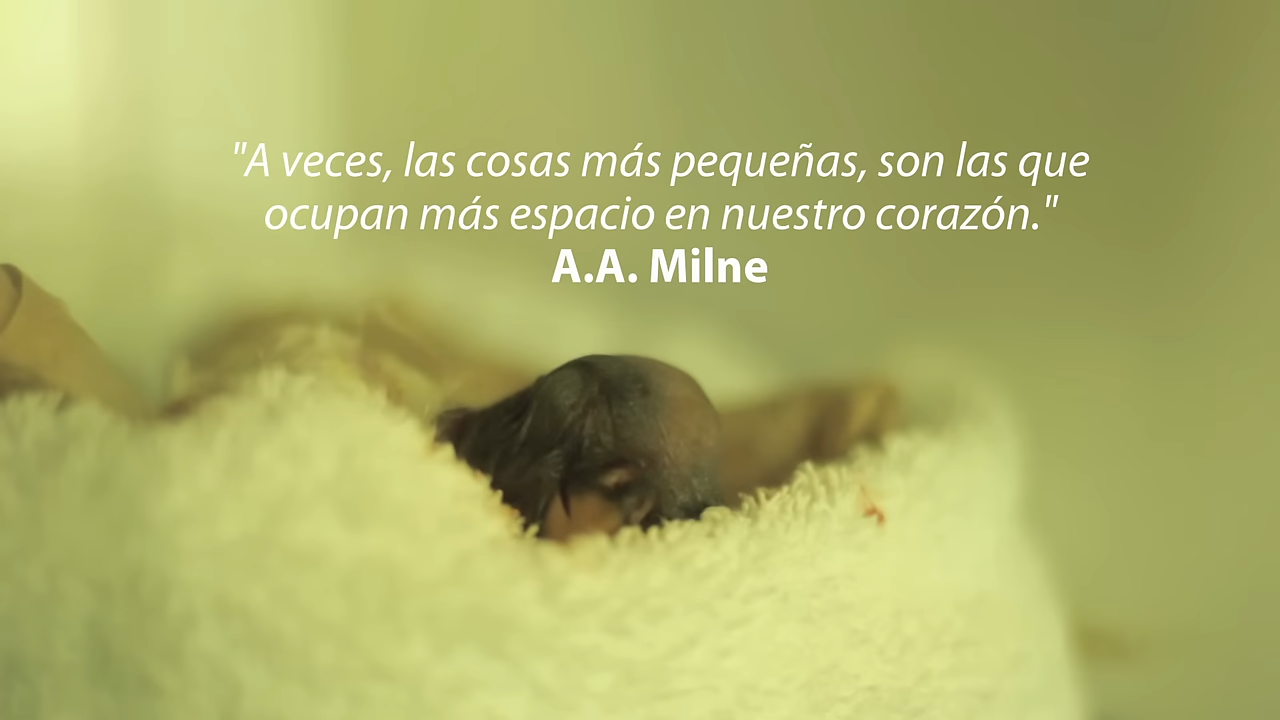 "A veces, las cosas más pequeñas, son las que
ocupan más espacio en nuestro corazón."
A.A. Milne